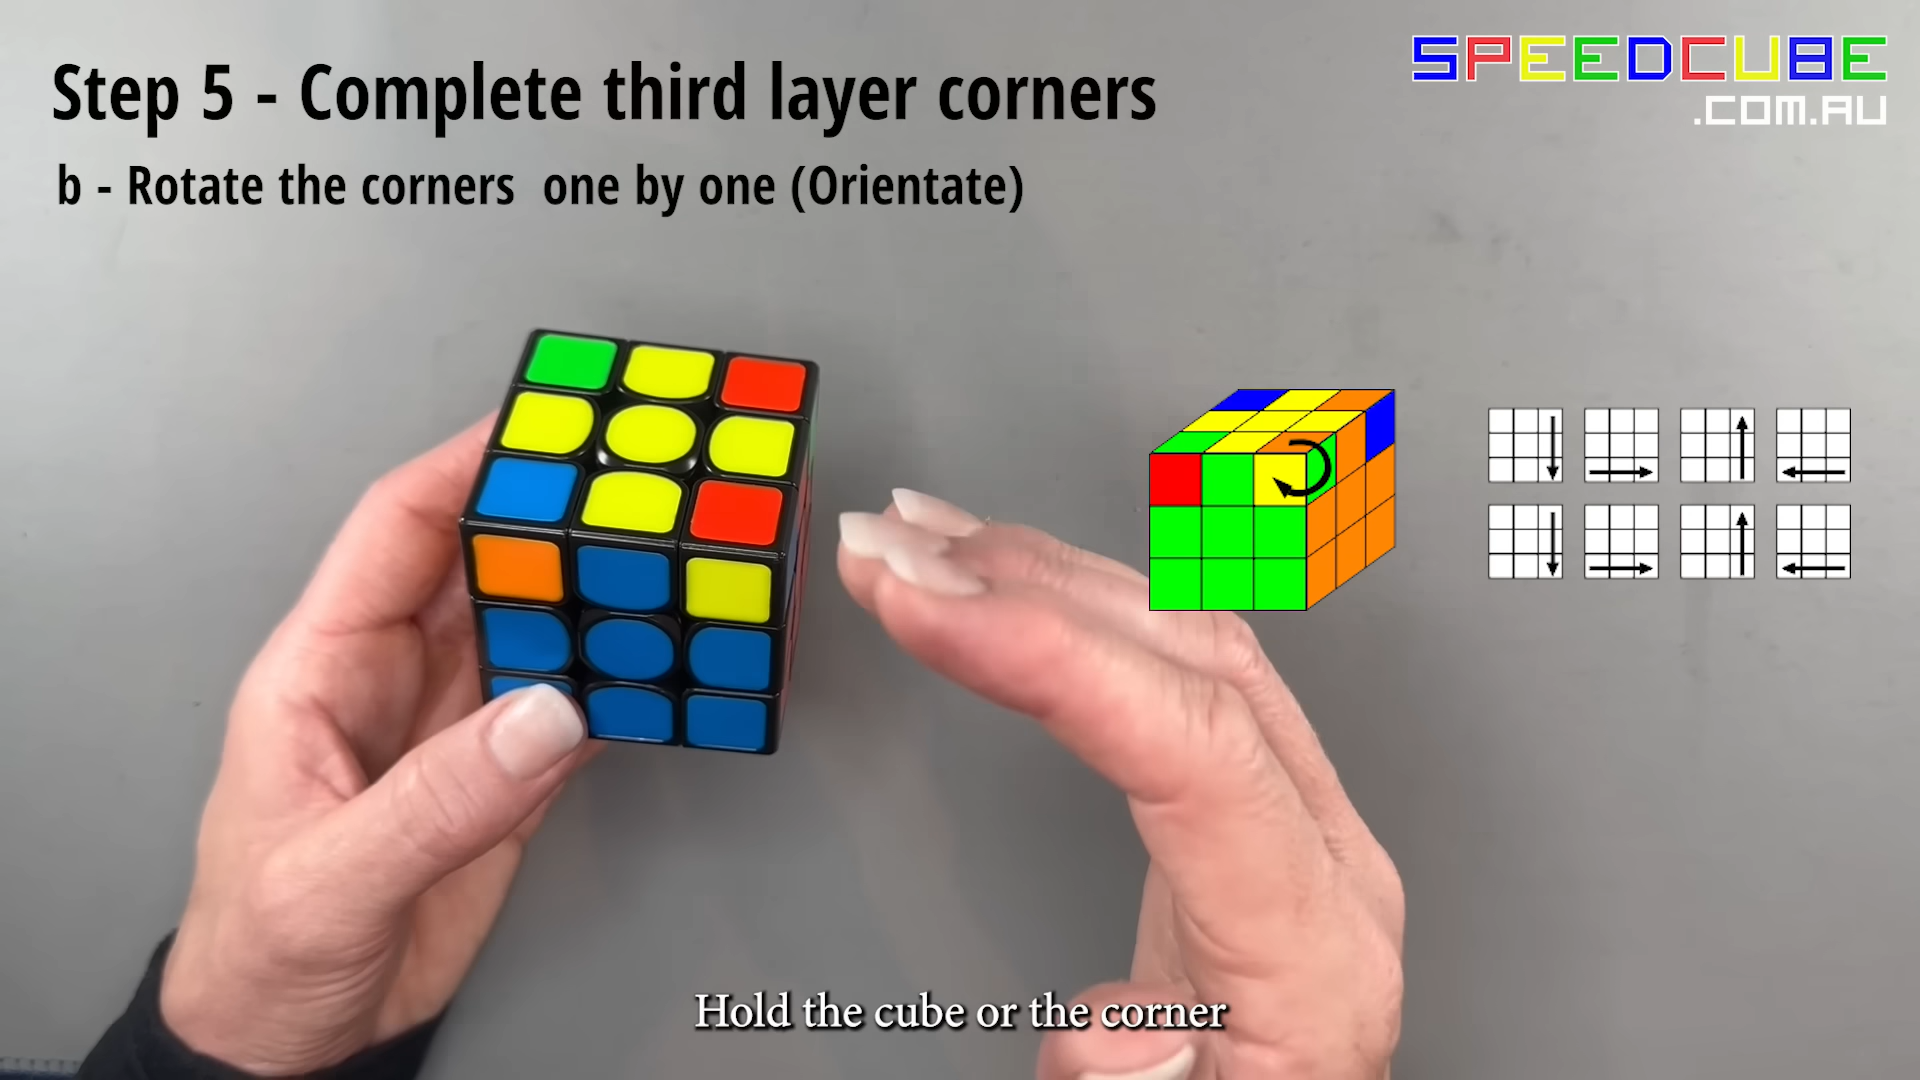 Step 5 - Complete third layer corners
SPEEDCUBE
.COM.AU
b - Rotate the corners one by one (Orientate)
Hold the cube or the corner